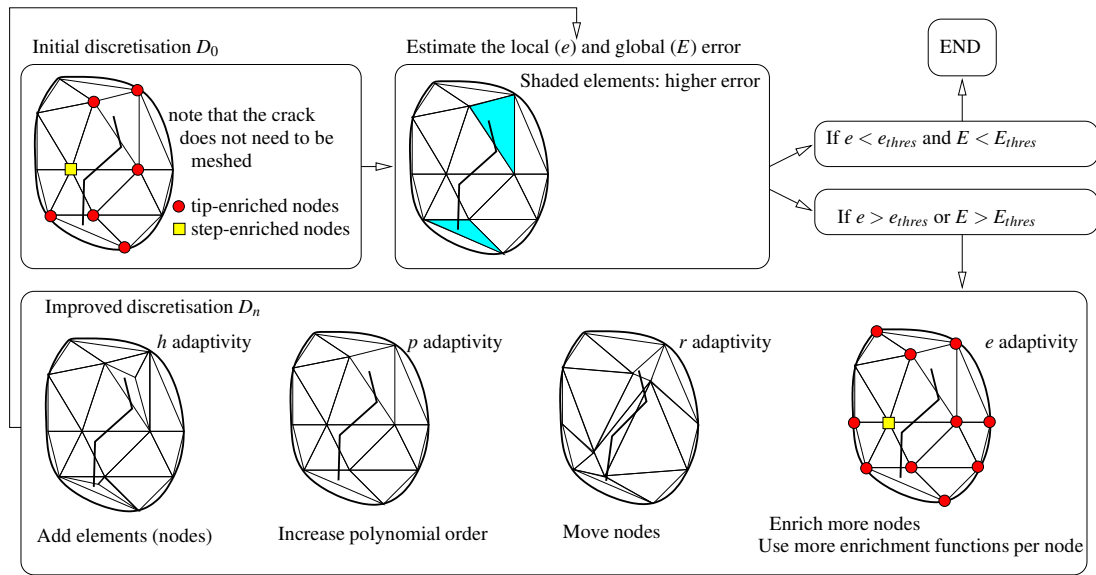 Initial discretisation D0
note that the crack
does not need to be
meshed
tip-enriched nodes
step-enriched nodes
Estimate the local (e) and global (E) error
Shaded elements: higher error
END
If e < ethres and E < Ethres
If e > ethres or E > Ethres
Improved discretisation Dn
h adaptivity
Add elements (nodes)
p adaptivity
Increase polynomial order
r adaptivity
Move nodes
e adaptivity
Enrich more nodes
Use more enrichment functions per node